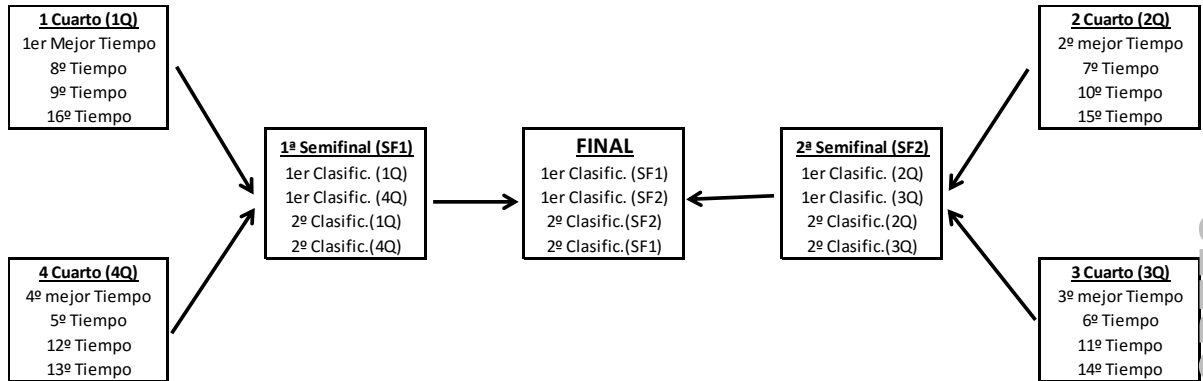 1 Cuarto (1Q)
1er Mejor Tiempo
8º Tiempo
9º Tiempo
16º Tiempo
2 Cuarto (2Q)
2º mejor Tiempo
7º Tiempo
10º Tiempo
15º Tiempo
1ª Semifinal (SF1)
1er Clasific. (1Q)
1er Clasific. (4Q)
2º Clasific.(1Q)
2º Clasific.(4Q)
FINAL
1er Clasific. (SF1)
1er Clasific. (SF2)
2º Clasific.(SF2)
2º Clasific.(SF1)
2ª Semifinal (SF2)
1er Clasific. (2Q)
1er Clasific. (3Q)
2º Clasific.(2Q)
2º Clasific.(3Q)
4 Cuarto (4Q)
4º mejor Tiempo
5º Tiempo
12º Tiempo
13º Tiempo
3 Cuarto (3Q)
3º mejor Tiempo
6º Tiempo
11º Tiempo
14º Tiempo